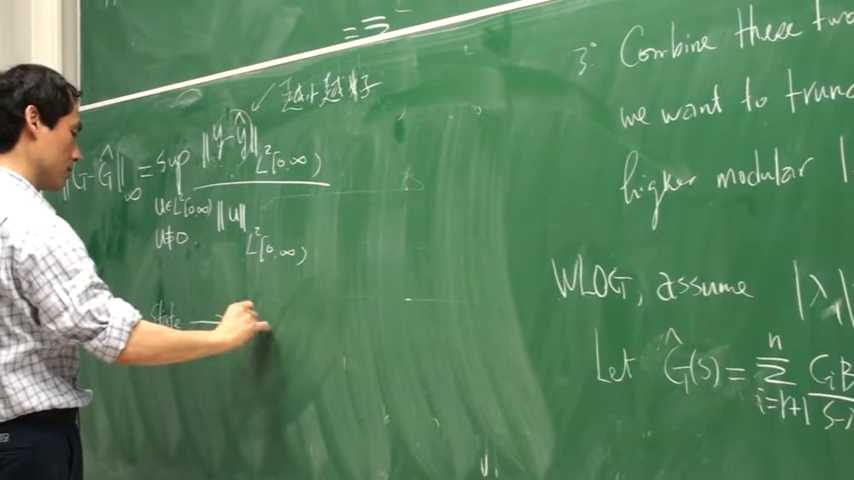 越小越好
‖G-Ĝ‖∞ = sup ‖y-ŷ‖L²[0,∞)
u∈L²[0,∞) ‖u‖L²[0,∞)
u≢0
State →
3° Combine these two
we want to trunc
higher modular
WLOG, assume |λ
Let Ĝ(s) = Σ CiB
i=r+1 n s-λ